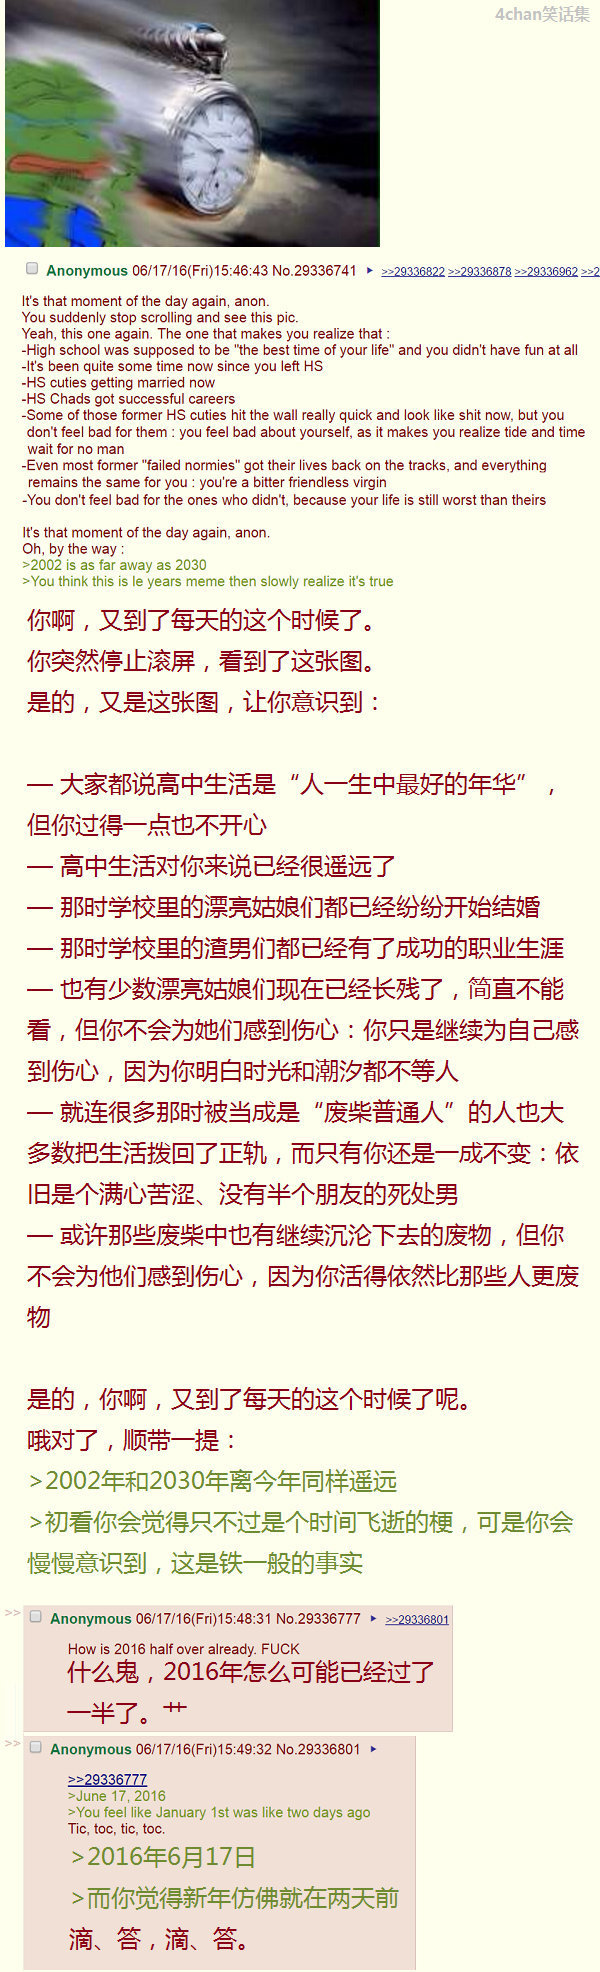 4chan笑话集
Anonymous 06/17/16(Fri)15:46:43 No.29336741 ▶ >>29336822 >>29336878 >>29336962 >>2
It's that moment of the day again, anon.
You suddenly stop scrolling and see this pic.
Yeah, this one again. The one that makes you realize that :
-High school was supposed to be "the best time of your life" and you didn't have fun at all
-It's been quite some time now since you left HS
-HS cuties getting married now
-HS Chads got successful careers
-Some of those former HS cuties hit the wall really quick and look like shit now, but you
don't feel bad for them : you feel bad about yourself, as it makes you realize tide and time
wait for no man
-Even most former "failed normies" got their lives back on the tracks, and everything
remains the same for you : you're a bitter friendless virgin
-You don't feel bad for the ones who didn't, because your life is still worst than theirs
It's that moment of the day again, anon.
Oh, by the way :
>2002 is as far away as 2030
>You think this is le years meme then slowly realize it's true
你啊，又到了每天的这个时候了。
你突然停止滚屏，看到了这张图。
是的，又是这张图，让你意识到：
— 大家都说高中生活是“人一生中最好的年华”，
但你过得一点也不开心
— 高中生活对你来说已经很遥远了
— 那时学校里的漂亮姑娘们都已经纷纷开始结婚
— 那时学校里的渣男们都已经有了成功的职业生涯
— 也有少数漂亮姑娘们现在已经长残了，简直不能
看，但你不会为她们感到伤心：你只是继续为自己感
到伤心，因为你明白时光和潮汐都不等人
— 就连很多那时被当成是“废柴普通人”的人也大
多数把生活拨回了正轨，而只有你还是一成不变：依
旧是个满心苦涩、没有半个朋友的死处男
— 或许那些废柴中也有继续沉沦下去的废物，但你
不会为他们感到伤心，因为你活得依然比那些人更废
物
是的，你啊，又到了每天的这个时候了呢。
哦对了，顺带一提：
>2002年和2030年离今年同样遥远
>初看你会觉得只不过是个时间飞逝的梗，可是你会
慢慢意识到，这是铁一般的事实
>> Anonymous 06/17/16(Fri)15:48:31 No.29336777 ▶ >>29336801
How is 2016 half over already. FUCK
什么鬼，2016年怎么可能已经过了
一半了。艹
>> Anonymous 06/17/16(Fri)15:49:32 No.29336801 ▶
>>29336777
>June 17, 2016
>You feel like January 1st was like two days ago
Tic, toc, tic, toc.
>2016年6月17日
>而你觉得新年仿佛就在两天前
滴、答，滴、答。